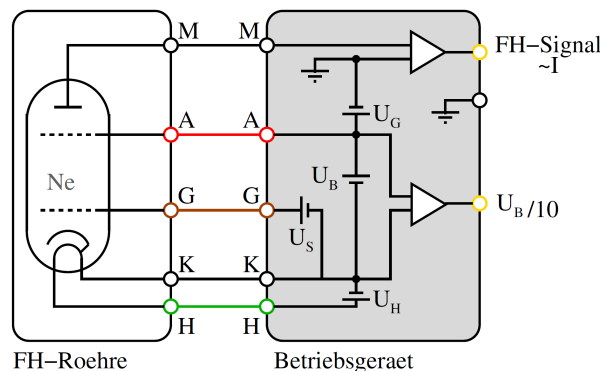 M M
FH−Signal
~I
U_G
A A
Ne
U_B
G G
U_S
U_B/10
K K
U_H
H H
FH−Roehre Betriebsgeraet